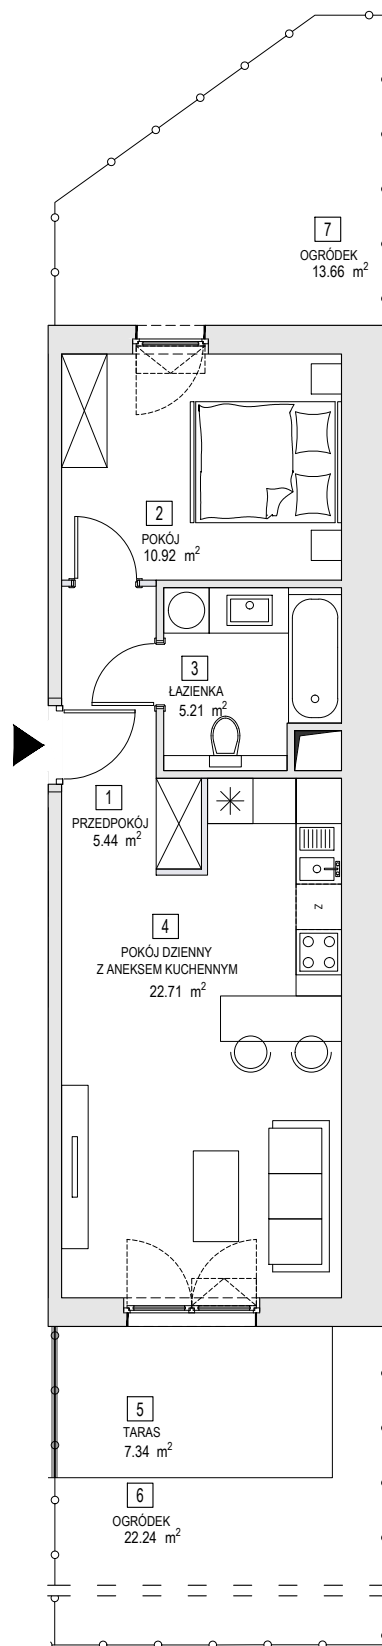 7
OGRÓDEK
13.66 m²
2
POKÓJ
10.92 m²
3
ŁAZIENKA
5.21 m²
1
PRZEDPOKÓJ
5.44 m²
Z
4
POKÓJ DZIENNY
Z ANEKSEM KUCHENNYM
22.71 m²
5
TARAS
7.34 m²
6
OGRÓDEK
22.24 m²